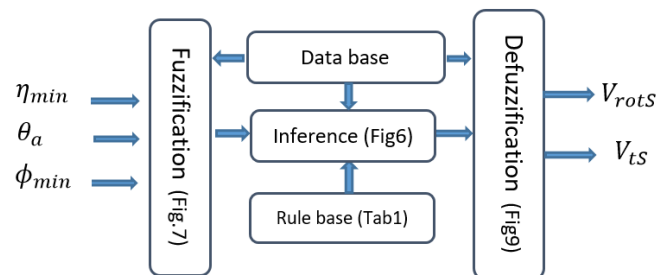 η_min
θ_a
ϕ_min
Fuzzification (Fig.7)
Data base
Inference (Fig6)
Rule base (Tab1)
Defuzzification (Fig9)
V_rotS
V_tS